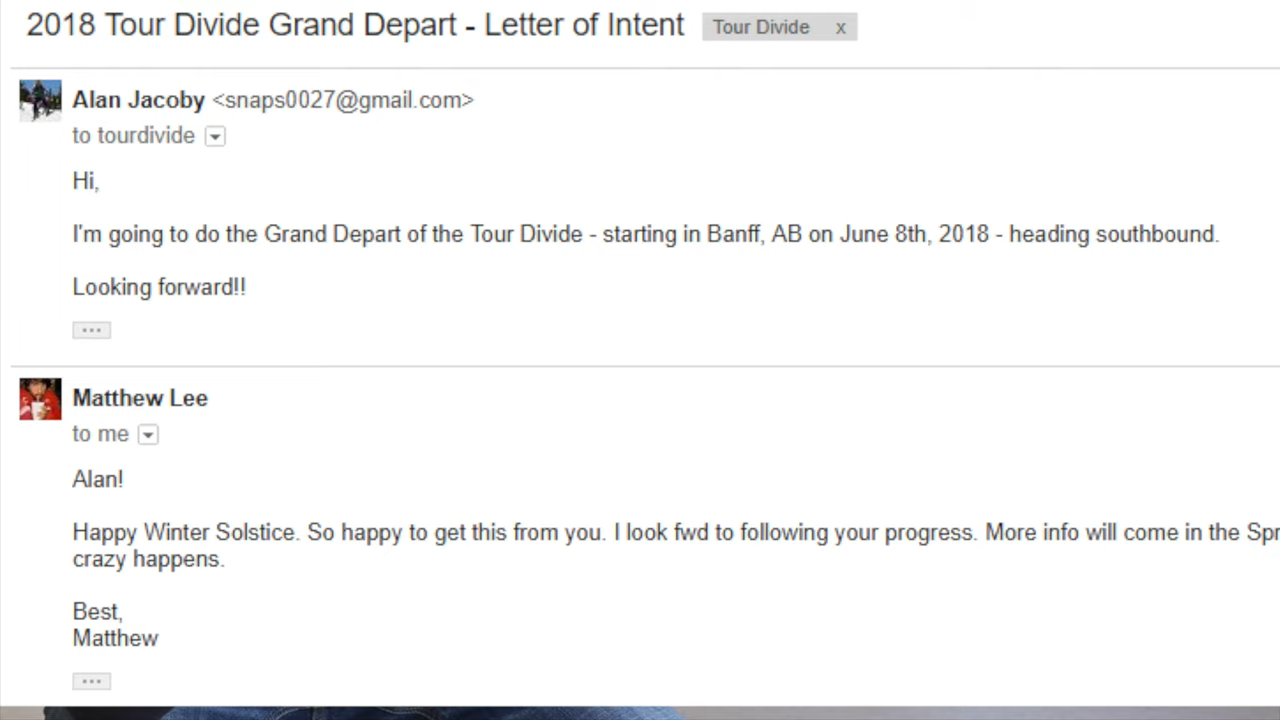 2018 Tour Divide Grand Depart - Letter of Intent Tour Divide x
Alan Jacoby <snaps0027@gmail.com>
to tourdivide
Hi,
I'm going to do the Grand Depart of the Tour Divide - starting in Banff, AB on June 8th, 2018 - heading southbound.
Looking forward!!
...
Matthew Lee
to me
Alan!
Happy Winter Solstice. So happy to get this from you. I look fwd to following your progress. More info will come in the Spr
crazy happens.
Best,
Matthew
...